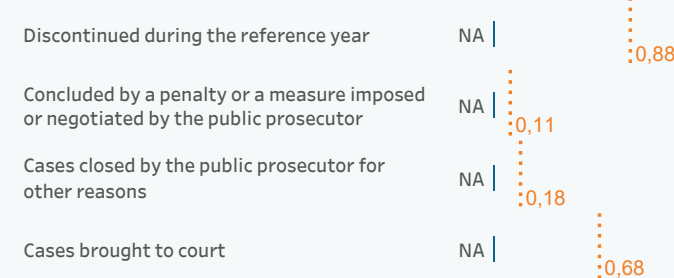 Discontinued during the reference year NA
0,88
Concluded by a penalty or a measure imposed
or negotiated by the public prosecutor NA
0,11
Cases closed by the public prosecutor for
other reasons NA
0,18
Cases brought to court NA
0,68